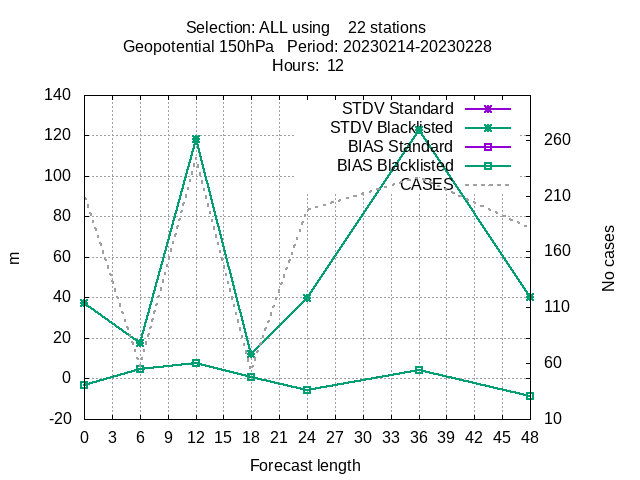 Selection: ALL using    22 stations
Geopotential 150hPa   Period: 20230214-20230228
Hours:  12
140
120
100
80
60
40
20
0
-20
m
STDV Standard
STDV Blacklisted
BIAS Standard
BIAS Blacklisted
CASES
260
210
160
110
60
10
No cases
0 3 6 9 12 15 18 21 24 27 30 33 36 39 42 45 48
Forecast length